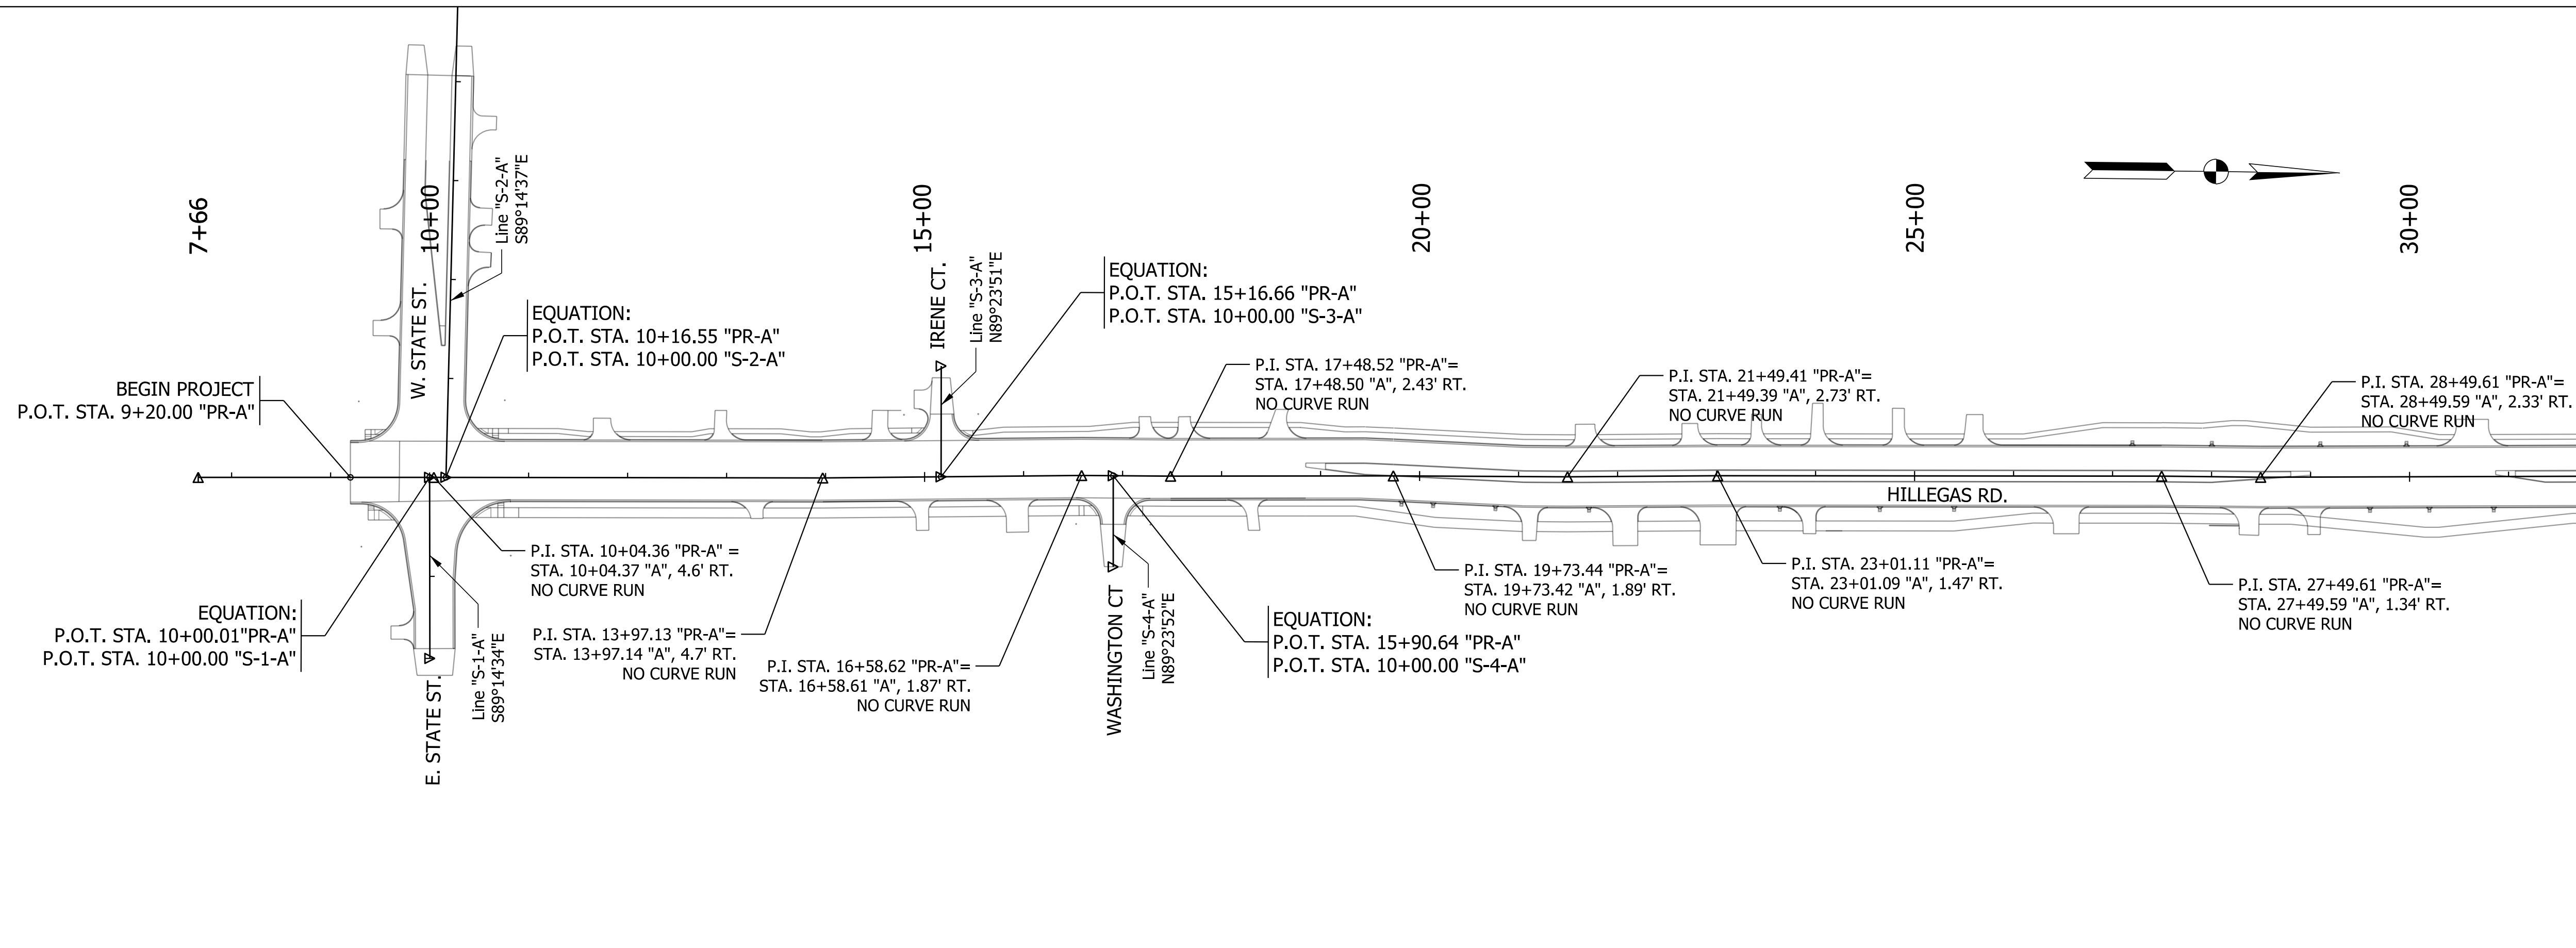 7+66
10+00
15+00
20+00
25+00
30+00
W. STATE ST.
Line "S-2-A"
S89°14'37"E
EQUATION:
P.O.T. STA. 10+16.55 "PR-A"
P.O.T. STA. 10+00.00 "S-2-A"
BEGIN PROJECT
P.O.T. STA. 9+20.00 "PR-A"
IRENE CT.
Line "S-3-A"
N89°23'51"E
EQUATION:
P.O.T. STA. 15+16.66 "PR-A"
P.O.T. STA. 10+00.00 "S-3-A"
P.I. STA. 17+48.52 "PR-A"=
STA. 17+48.50 "A", 2.43' RT.
NO CURVE RUN
P.I. STA. 21+49.41 "PR-A"=
STA. 21+49.39 "A", 2.73' RT.
NO CURVE RUN
P.I. STA. 28+49.61 "PR-A"=
STA. 28+49.59 "A", 2.33' RT.
NO CURVE RUN
HILLEGAS RD.
EQUATION:
P.O.T. STA. 10+00.01"PR-A"
P.O.T. STA. 10+00.00 "S-1-A"
E. STATE ST.
Line "S-1-A"
S89°14'34"E
P.I. STA. 10+04.36 "PR-A" =
STA. 10+04.37 "A", 4.6' RT.
NO CURVE RUN
P.I. STA. 13+97.13 "PR-A"=
STA. 13+97.14 "A", 4.7' RT.
NO CURVE RUN
P.I. STA. 16+58.62 "PR-A"=
STA. 16+58.61 "A", 1.87' RT.
NO CURVE RUN
WASHINGTON CT
Line "S-4-A"
N89°23'52"E
EQUATION:
P.O.T. STA. 15+90.64 "PR-A"
P.O.T. STA. 10+00.00 "S-4-A"
P.I. STA. 19+73.44 "PR-A"=
STA. 19+73.42 "A", 1.89' RT.
NO CURVE RUN
P.I. STA. 23+01.11 "PR-A"=
STA. 23+01.09 "A", 1.47' RT.
NO CURVE RUN
P.I. STA. 27+49.61 "PR-A"=
STA. 27+49.59 "A", 1.34' RT.
NO CURVE RUN